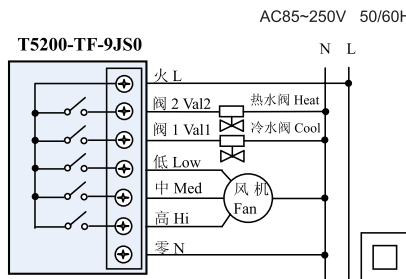 AC85~250V 50/60H
T5200-TF-9JS0
N L
火 L
阀 2 Val2 热水阀 Heat
阀 1 Val1 冷水阀 Cool
低 Low
中 Med 风 机
Fan
高 Hi
零 N